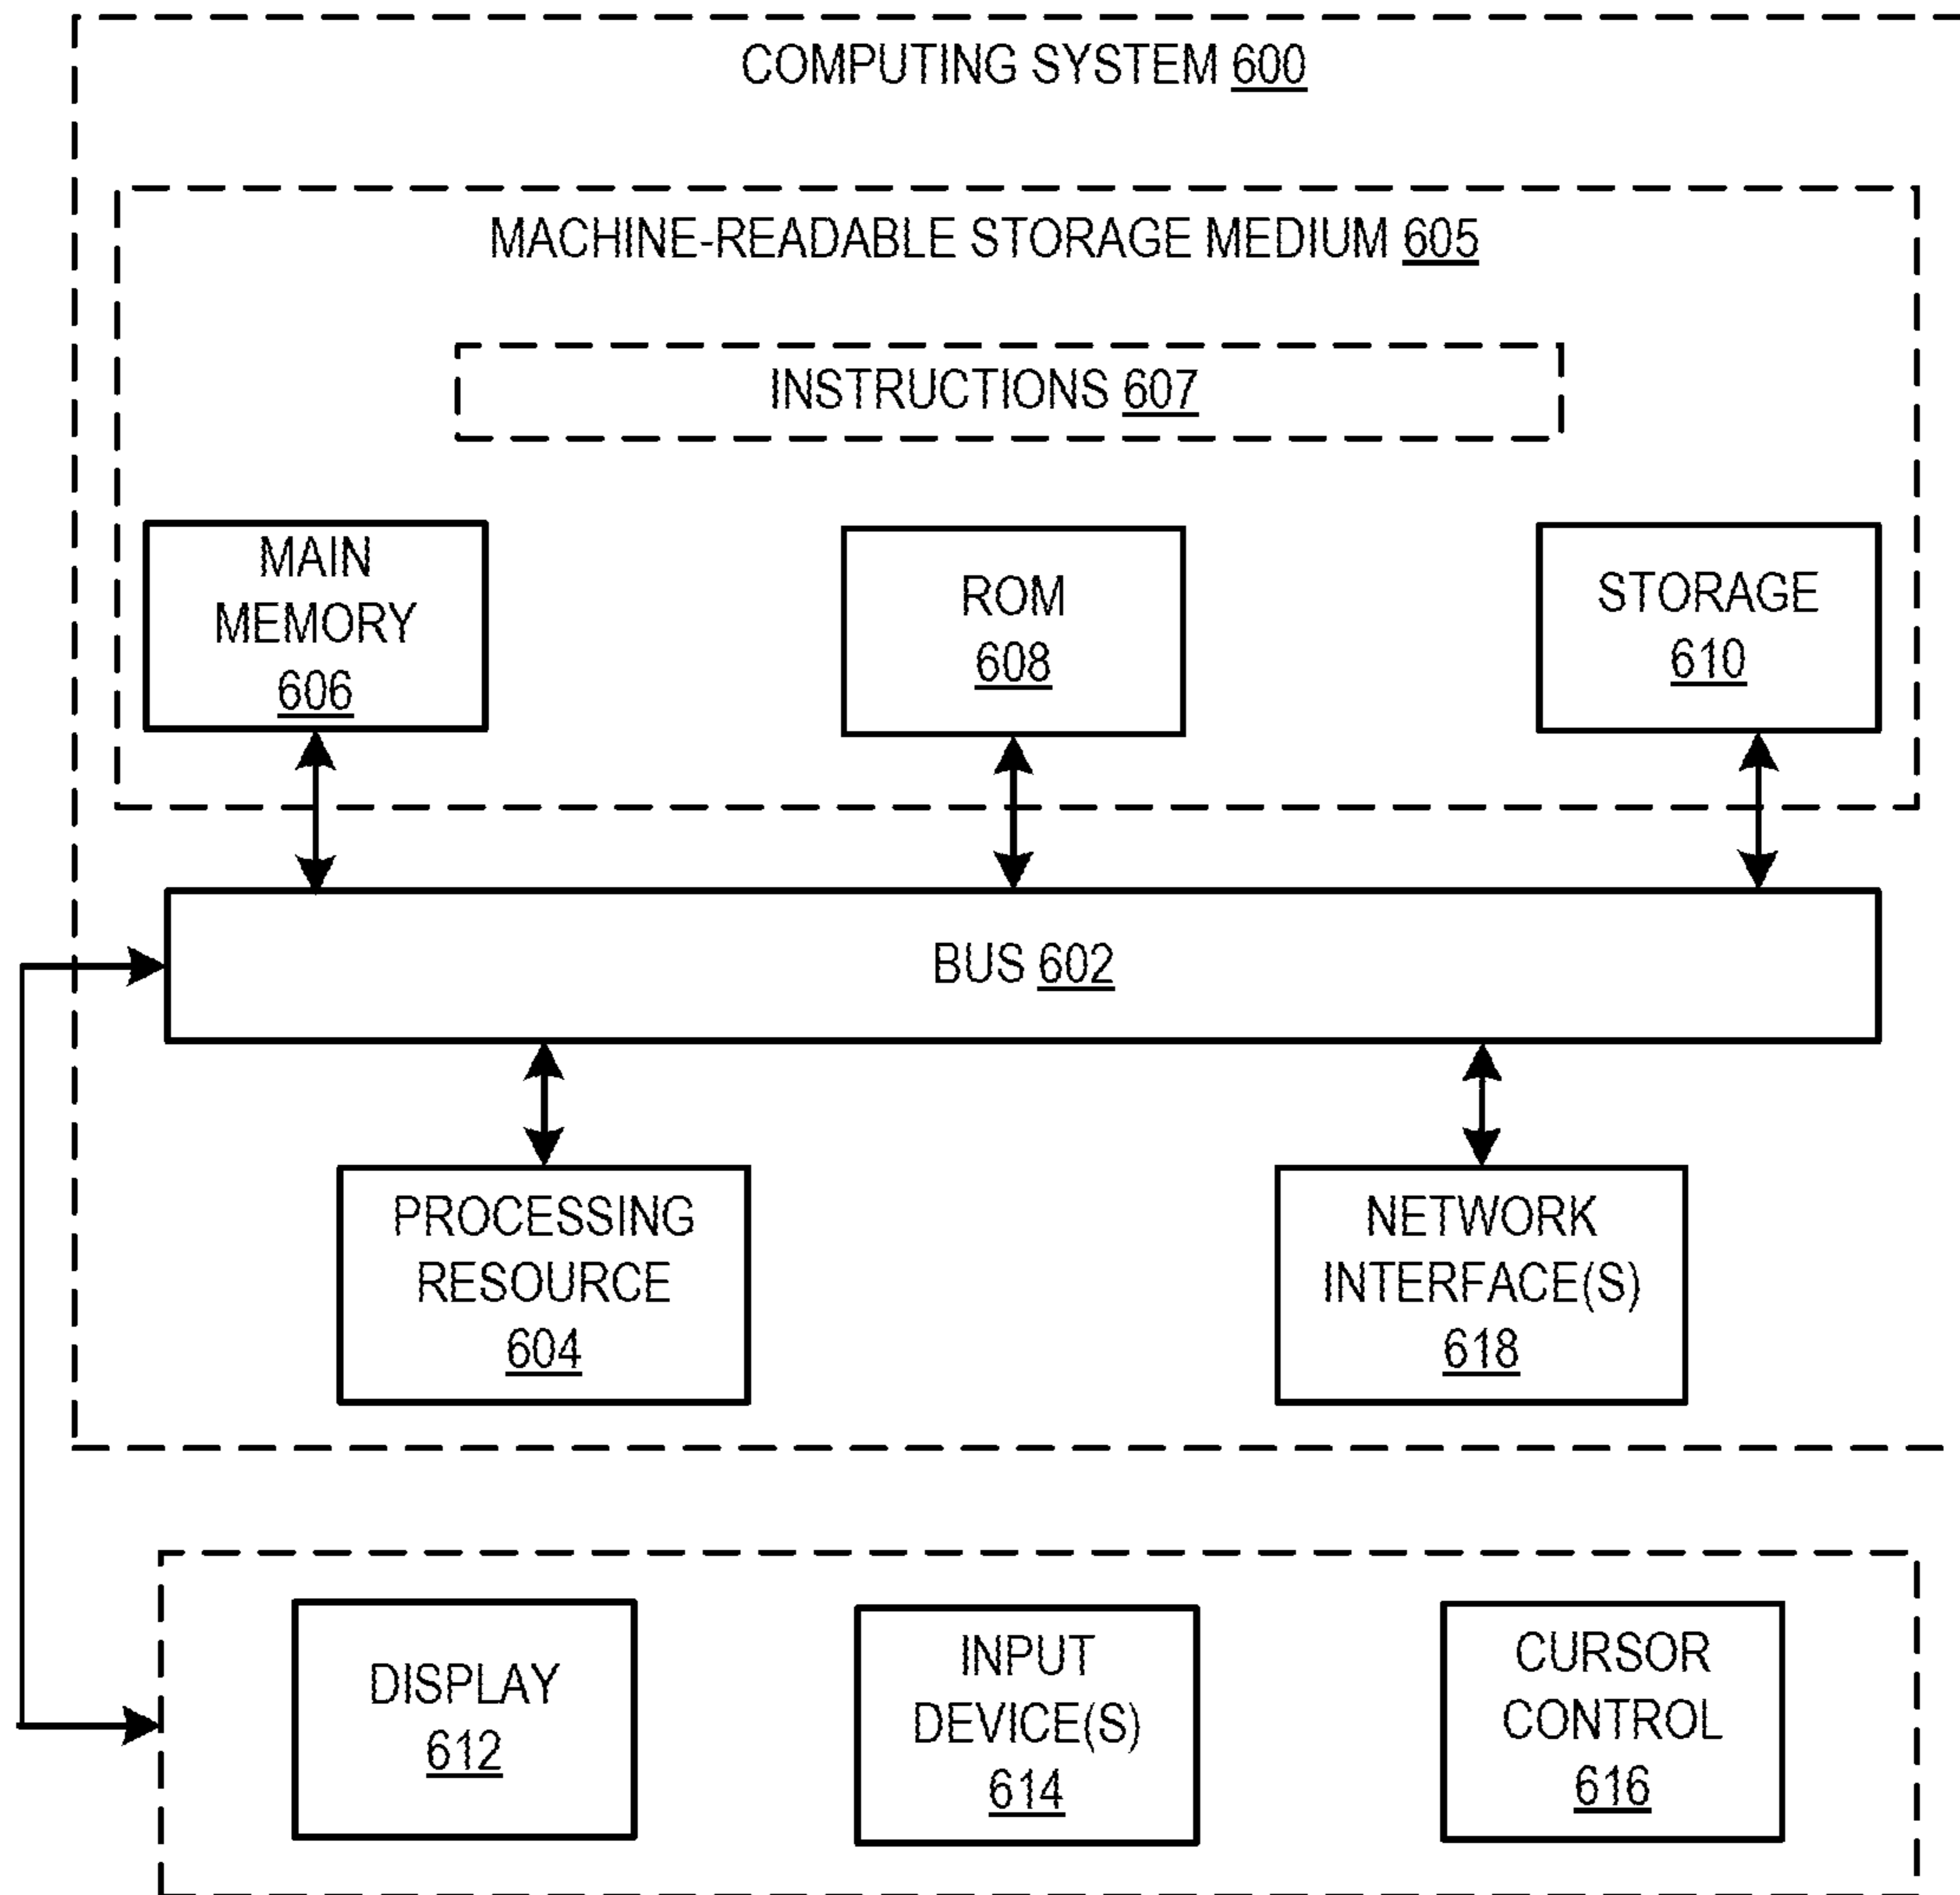 COMPUTING SYSTEM 600
MACHINE-READABLE STORAGE MEDIUM 605
INSTRUCTIONS 607
MAIN
MEMORY
606
ROM
608
STORAGE
610
BUS 602
PROCESSING
RESOURCE
604
NETWORK
INTERFACE(S)
618
DISPLAY
612
INPUT
DEVICE(S)
614
CURSOR
CONTROL
616